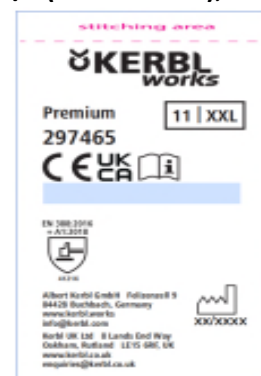 stitching area
KERBL
works
Premium
11 | XXL
297465
CE UK CA i
EN 388:2016
+ A1:2018
Albert Kerbl GmbH Felizenzell 9
84428 Buchbach, Germany
www.kerbl.works
info@kerbl.com
XX/XXXX
Kerbl UK Ltd 8 Lands End Way
Oakham, Rutland LE15 6RF, UK
www.kerbl.co.uk
enquiries@kerbl.co.uk